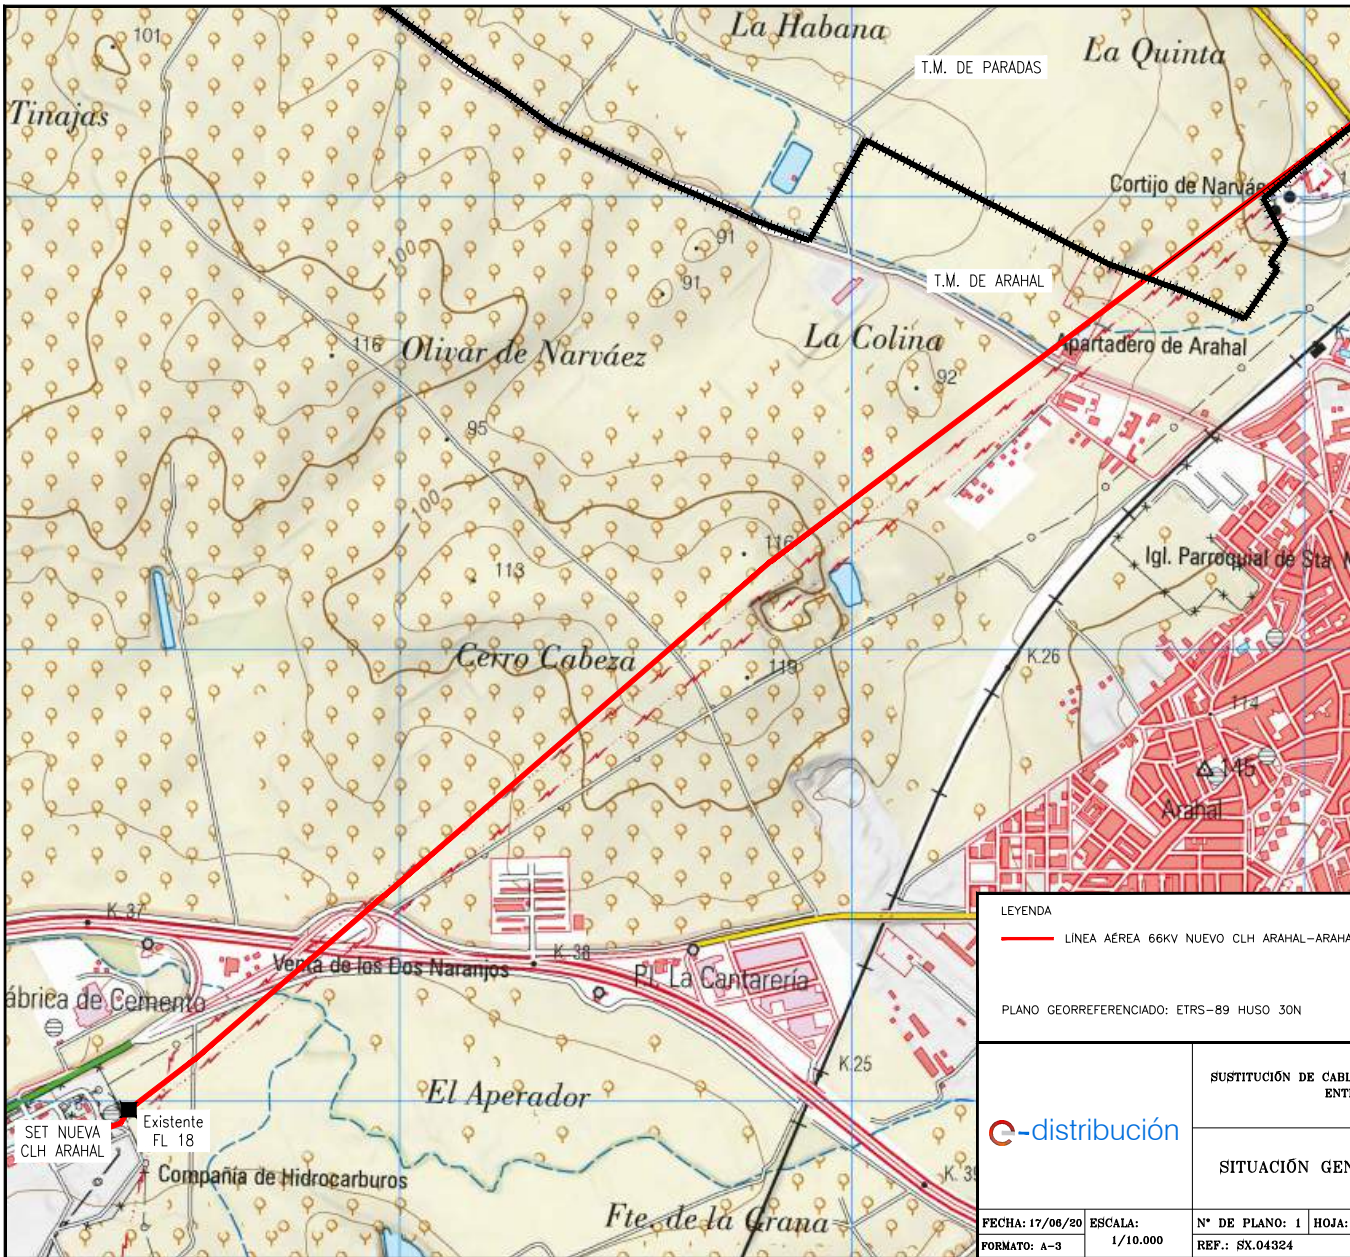 101
La Habana
T.M. DE PARADAS
La Quinta
Tinajas
Cortijo de Narváe
91
100
91
T.M. DE ARAHAL
116
Olivar de Narváez
La Colina
Apartadero de Arahal
92
95
100
116
113
Igl. Parroquial de Sta
Cerro Cabeza
119
K.26
114
145
Arahal
K.37
Venta de los Dos Naranjos
K.38
P.I. La Cantarería
ábrica de Cemento
K.25
El Aperador
SET NUEVA
CLH ARAHAL
Existente
FL 18
Compañía de Hidrocarburos
Fte. de la Grana
LEYENDA
LÍNEA AÉREA 66KV NUEVO CLH ARAHAL-ARAHA
PLANO GEORREFERENCIADO: ETRS-89 HUSO 30N
e-distribución
SUSTITUCIÓN DE CABL
ENT
SITUACIÓN GEN
FECHA: 17/06/20
ESCALA:
1/10.000
Nº DE PLANO: 1
HOJA:
FORMATO: A-3
REF.: SX.04324